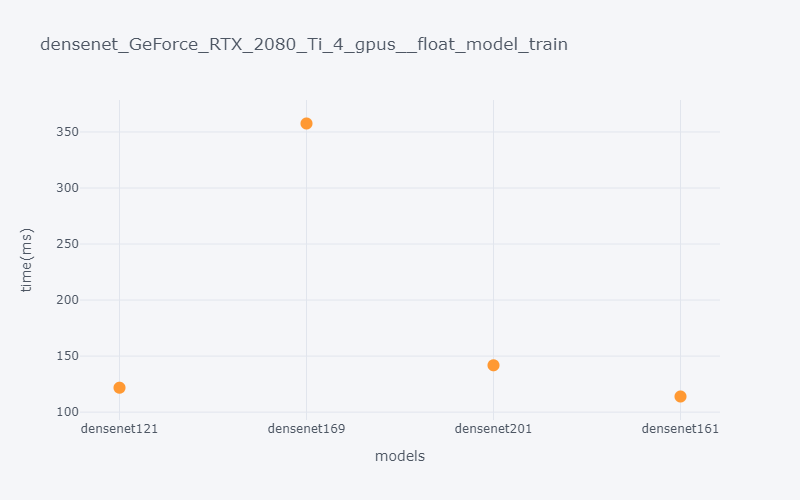 densenet_GeForce_RTX_2080_Ti_4_gpus__float_model_train
time(ms)
350
300
250
200
150
100
densenet121 densenet169 densenet201 densenet161
models